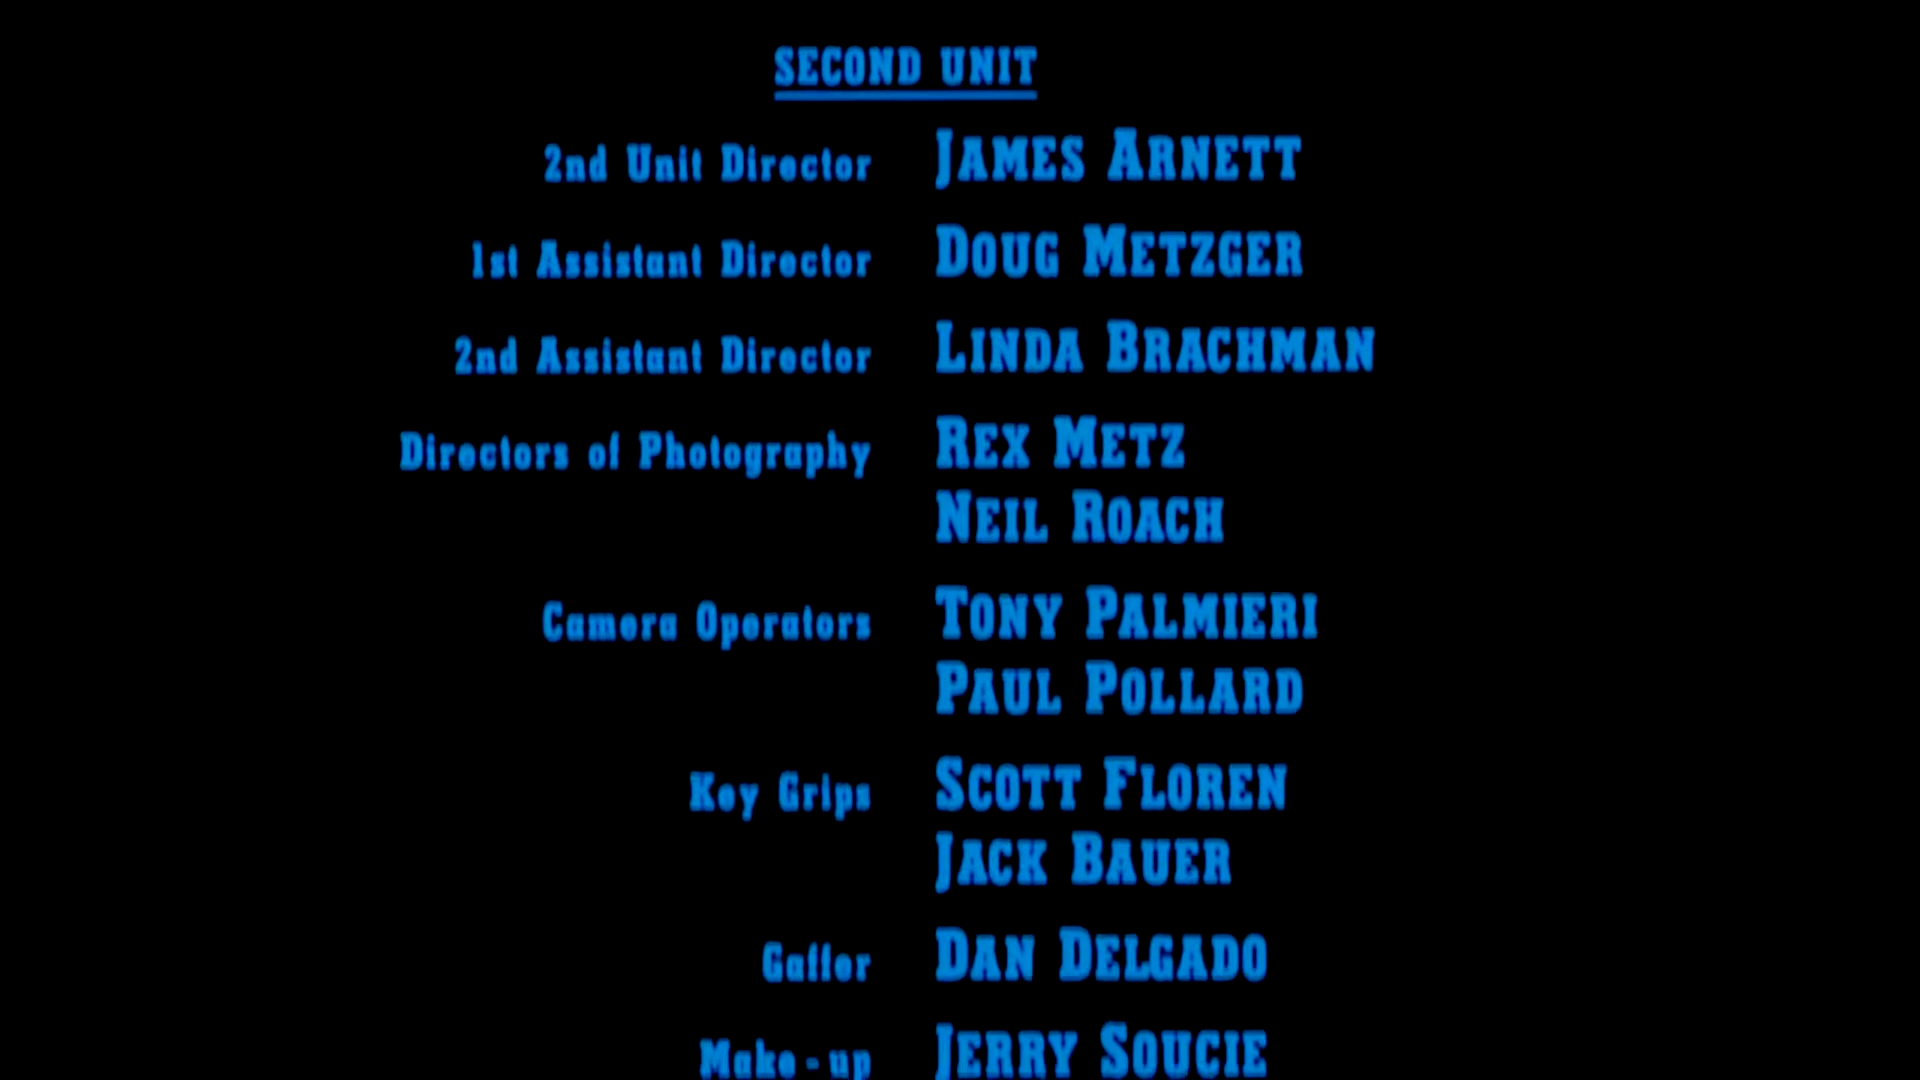 SECOND UNIT
2nd Unit Director JAMES ARNETT
1st Assistant Director DOUG METZGER
2nd Assistant Director LINDA BRACHMAN
Directors of Photography REX METZ
NEIL ROACH
Camera Operators TONY PALMIERI
PAUL POLLARD
Key Grips SCOTT FLOREN
JACK BAUER
Gaffer DAN DELGADO
Make-up JERRY SOUCIE